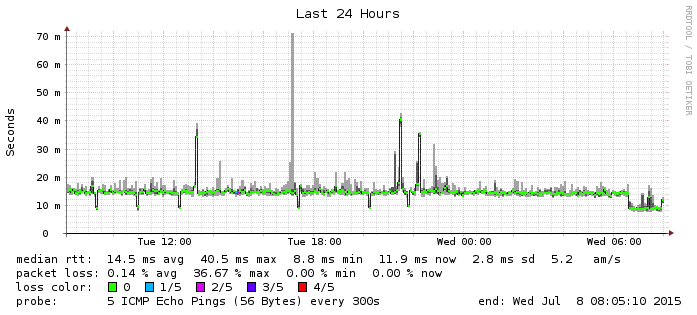 Last 24 Hours
RRDTOOL / TOBI OETIKER
Seconds
70 m
60 m
50 m
40 m
30 m
20 m
10 m
0
Tue 12:00 Tue 18:00 Wed 00:00 Wed 06:00
median rtt: 14.5 ms avg 40.5 ms max 8.8 ms min 11.9 ms now 2.8 ms sd 5.2 am/s
packet loss: 0.14 % avg 36.67 % max 0.00 % min 0.00 % now
loss color: 0 1/5 2/5 3/5 4/5
probe: 5 ICMP Echo Pings (56 Bytes) every 300s end: Wed Jul 8 08:05:10 2015